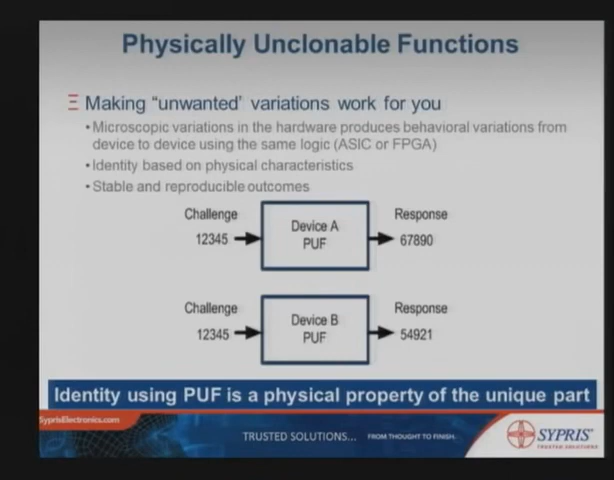 Physically Unclonable Functions
Ξ Making “unwanted’ variations work for you
• Microscopic variations in the hardware produces behavioral variations from
device to device using the same logic (ASIC or FPGA)
• Identity based on physical characteristics
• Stable and reproducible outcomes
Challenge
12345
Device A
PUF
Response
67890
Challenge
12345
Device B
PUF
Response
54921
Identity using PUF is a physical property of the unique part
SyprisElectronics.com
TRUSTED SOLUTIONS... FROM THOUGHT TO FINISH.
SYPRIS
TRUSTED SOLUTIONS